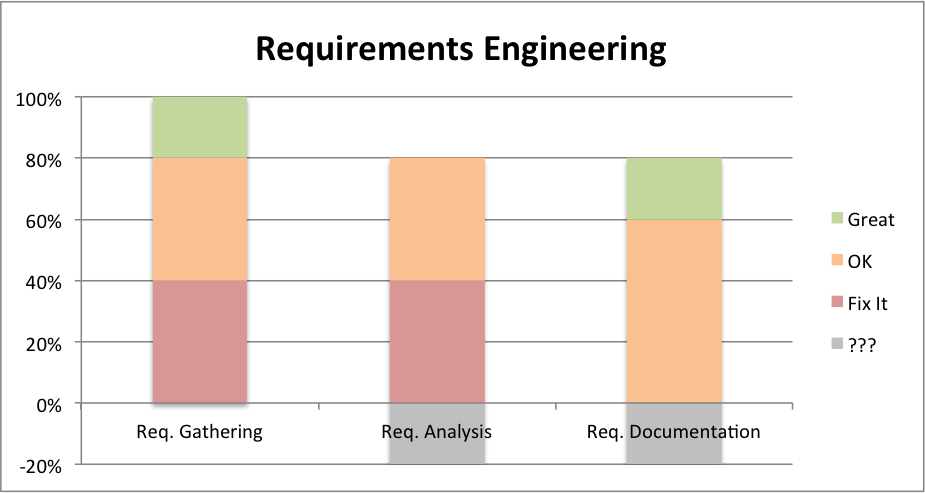 Requirements Engineering
100%
80%
60%
40%
20%
0%
-20%
Req. Gathering
Req. Analysis
Req. Documentation
Great
OK
Fix It
???